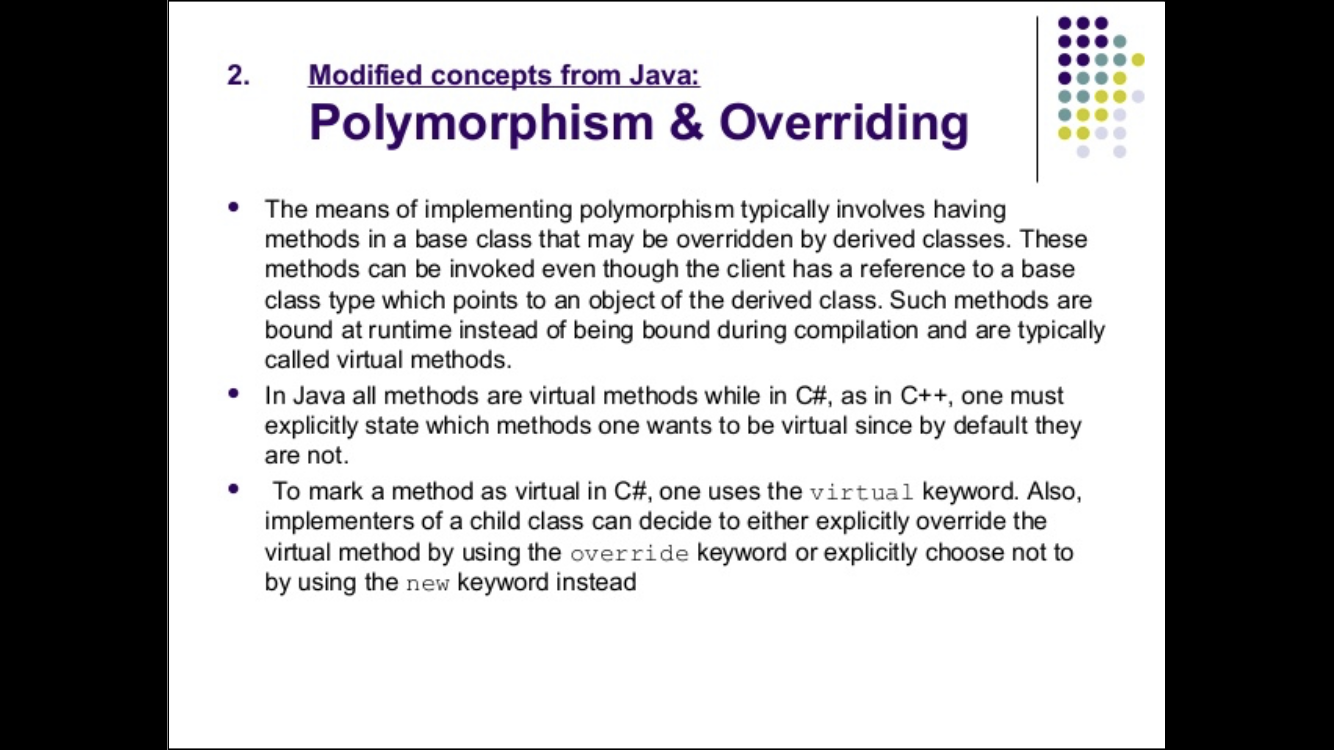 2. Modified concepts from Java:
Polymorphism & Overriding
• The means of implementing polymorphism typically involves having
methods in a base class that may be overridden by derived classes. These
methods can be invoked even though the client has a reference to a base
class type which points to an object of the derived class. Such methods are
bound at runtime instead of being bound during compilation and are typically
called virtual methods.
• In Java all methods are virtual methods while in C#, as in C++, one must
explicitly state which methods one wants to be virtual since by default they
are not.
• To mark a method as virtual in C#, one uses the virtual keyword. Also,
implementers of a child class can decide to either explicitly override the
virtual method by using the override keyword or explicitly choose not to
by using the new keyword instead